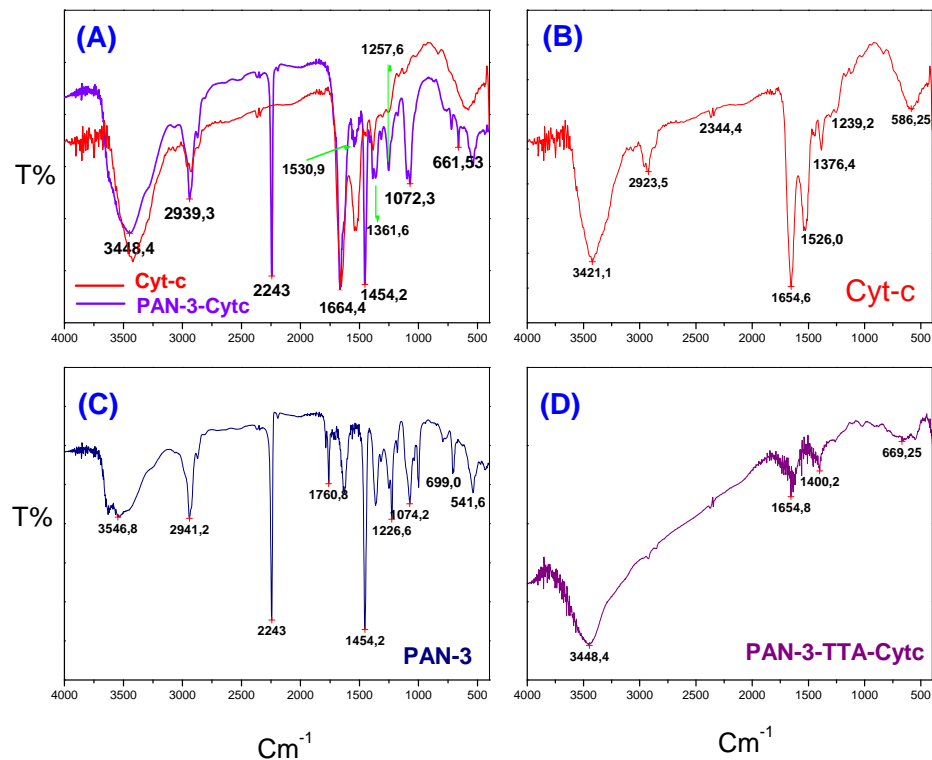 (A)
1257,6
1530,9
661,53
2939,3
1072,3
1361,6
3448,4
Cyt-c
PAN-3-Cytc
2243
1664,4
1454,2
4000 3500 3000 2500 2000 1500 1000 500
(B)
2344,4
1239,2
586,25
2923,5
1376,4
1526,0
3421,1
1654,6
Cyt-c
4000 3500 3000 2500 2000 1500 1000 500
T%
(C)
1760,8
699,0
541,6
3546,8
2941,2
1074,2
1226,6
2243
1454,2
PAN-3
4000 3500 3000 2500 2000 1500 1000 500
(D)
669,25
1400,2
1654,8
3448,4
PAN-3-TTA-Cytc
4000 3500 3000 2500 2000 1500 1000 500
T%
Cm⁻¹
Cm⁻¹